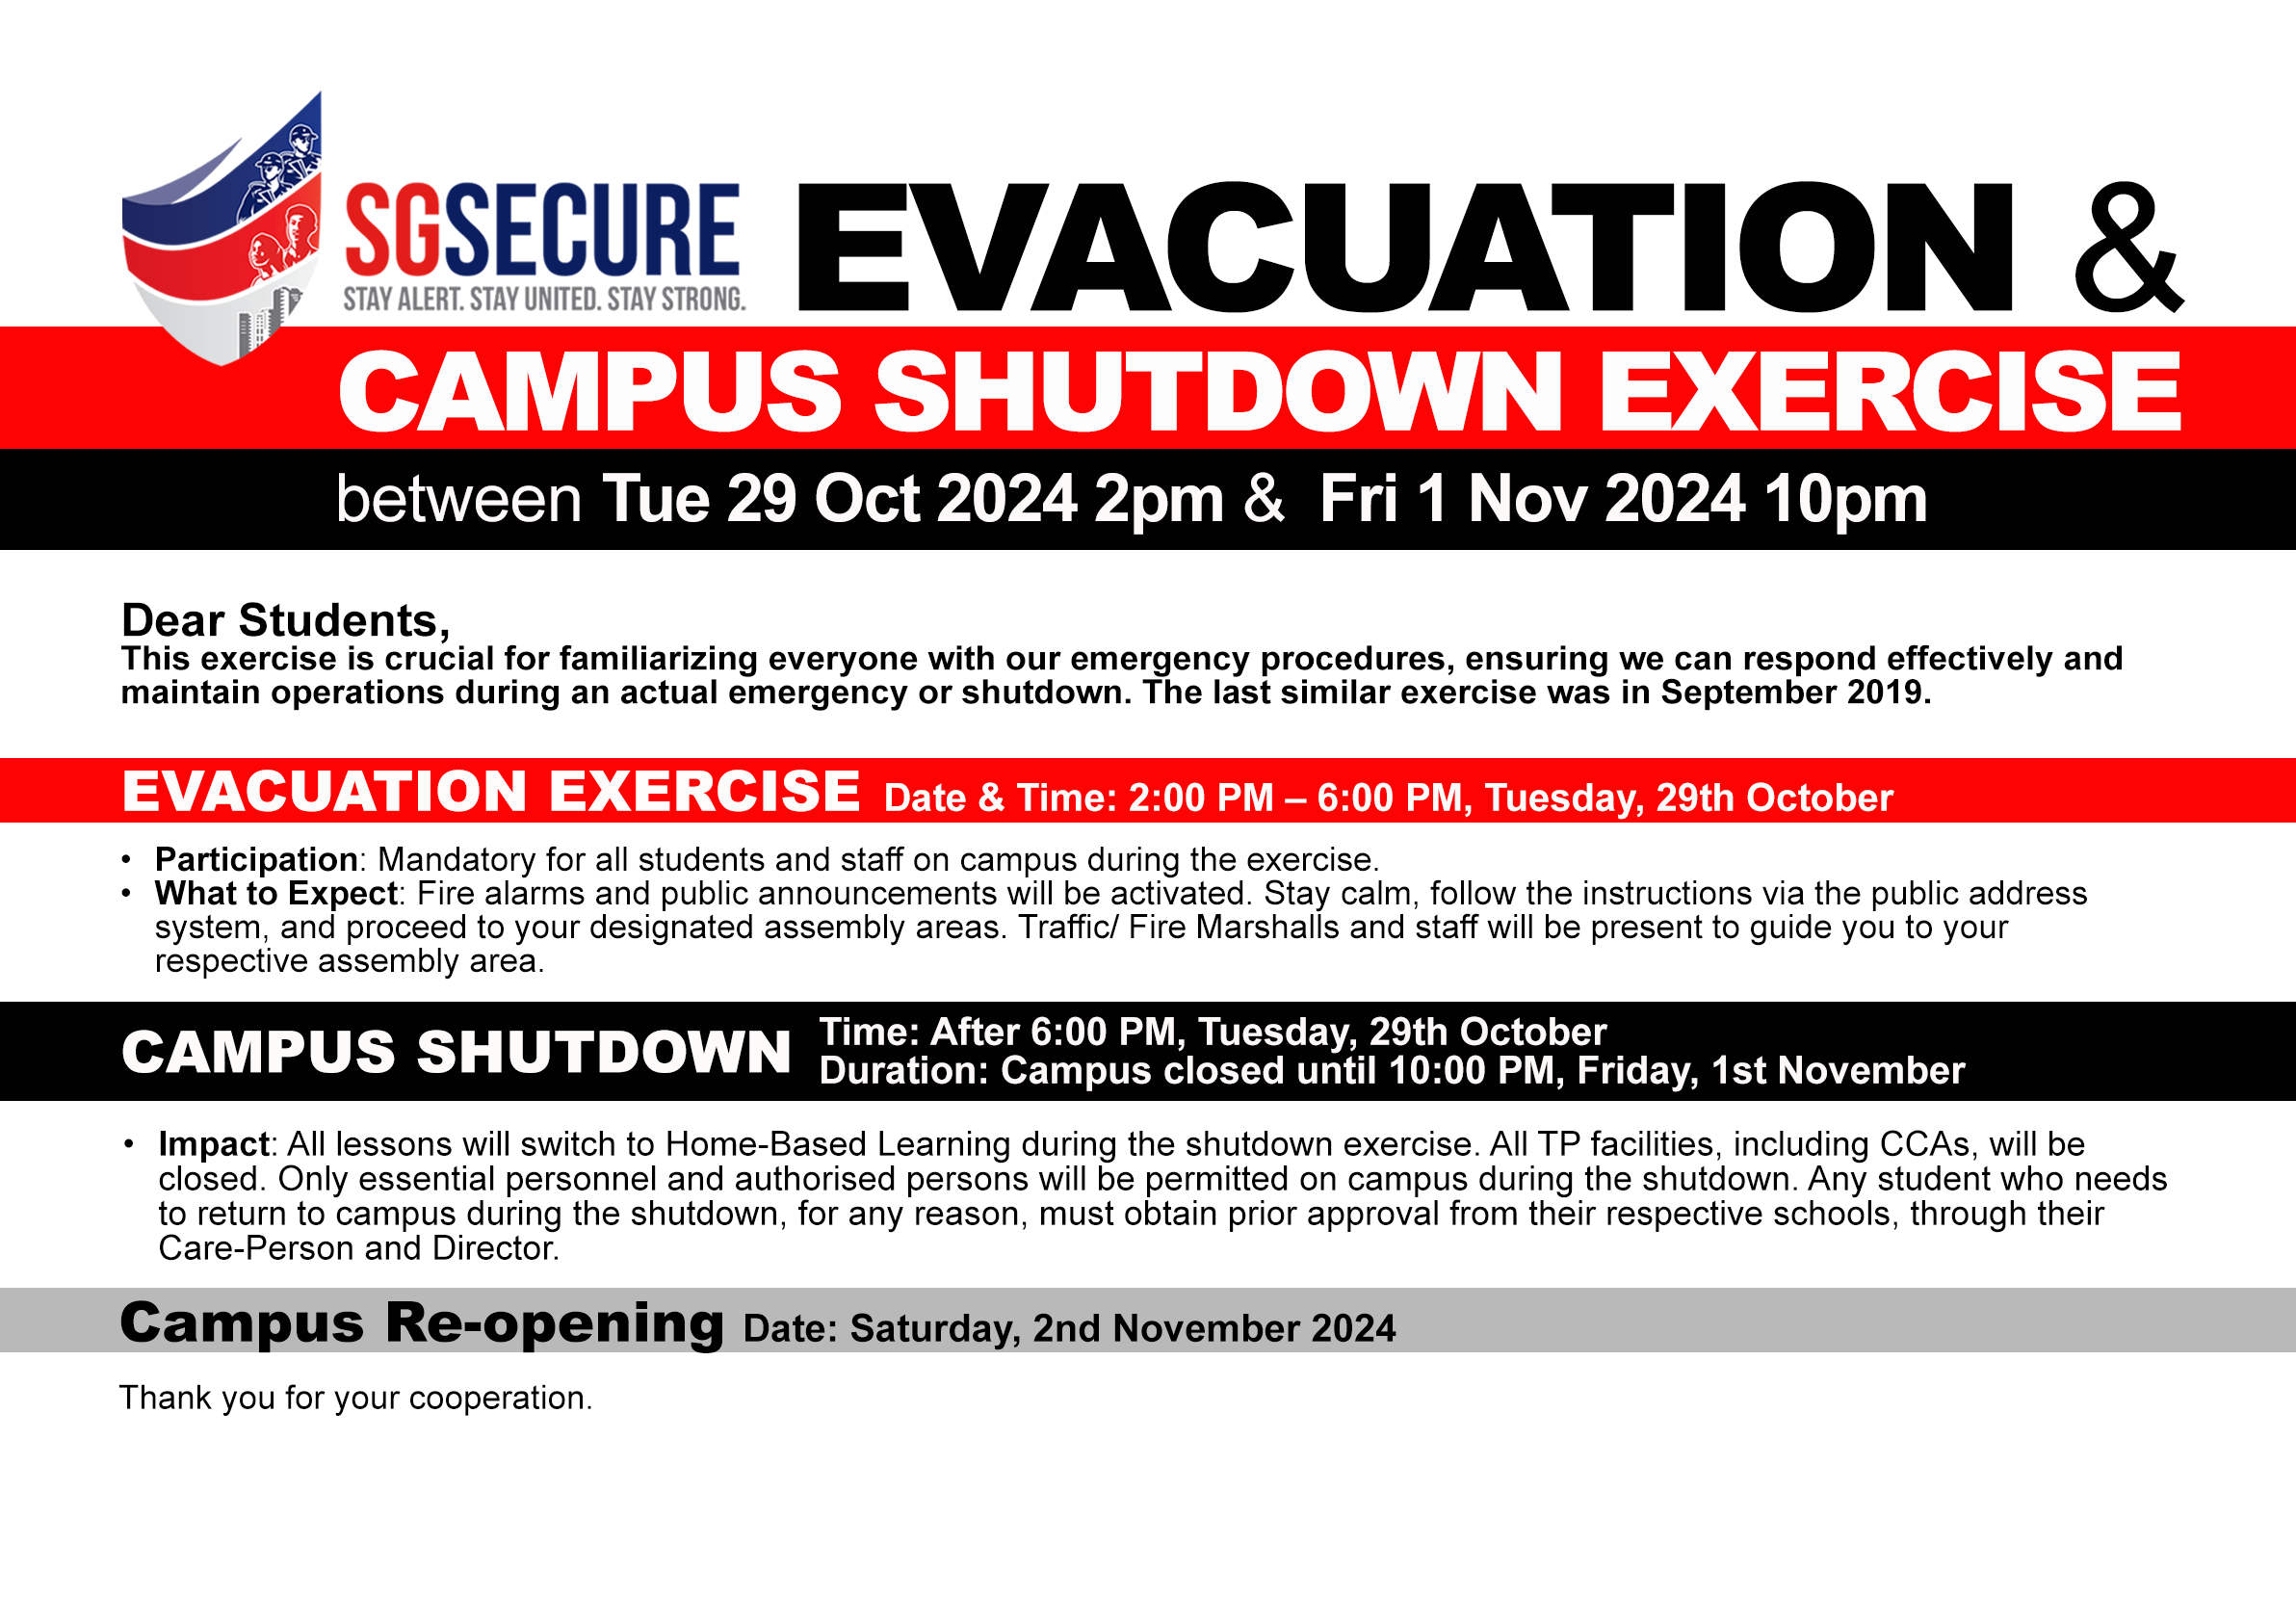 SGSECURE
STAY ALERT. STAY UNITED. STAY STRONG.
EVACUATION &
CAMPUS SHUTDOWN EXERCISE
between Tue 29 Oct 2024 2pm & Fri 1 Nov 2024 10pm
Dear Students,
This exercise is crucial for familiarizing everyone with our emergency procedures, ensuring we can respond effectively and
maintain operations during an actual emergency or shutdown. The last similar exercise was in September 2019.
EVACUATION EXERCISE Date & Time: 2:00 PM – 6:00 PM, Tuesday, 29th October
• Participation: Mandatory for all students and staff on campus during the exercise.
• What to Expect: Fire alarms and public announcements will be activated. Stay calm, follow the instructions via the public address
system, and proceed to your designated assembly areas. Traffic/ Fire Marshalls and staff will be present to guide you to your
respective assembly area.
CAMPUS SHUTDOWN
Time: After 6:00 PM, Tuesday, 29th October
Duration: Campus closed until 10:00 PM, Friday, 1st November
• Impact: All lessons will switch to Home-Based Learning during the shutdown exercise. All TP facilities, including CCAs, will be
closed. Only essential personnel and authorised persons will be permitted on campus during the shutdown. Any student who needs
to return to campus during the shutdown, for any reason, must obtain prior approval from their respective schools, through their
Care-Person and Director.
Campus Re-opening Date: Saturday, 2nd November 2024
Thank you for your cooperation.